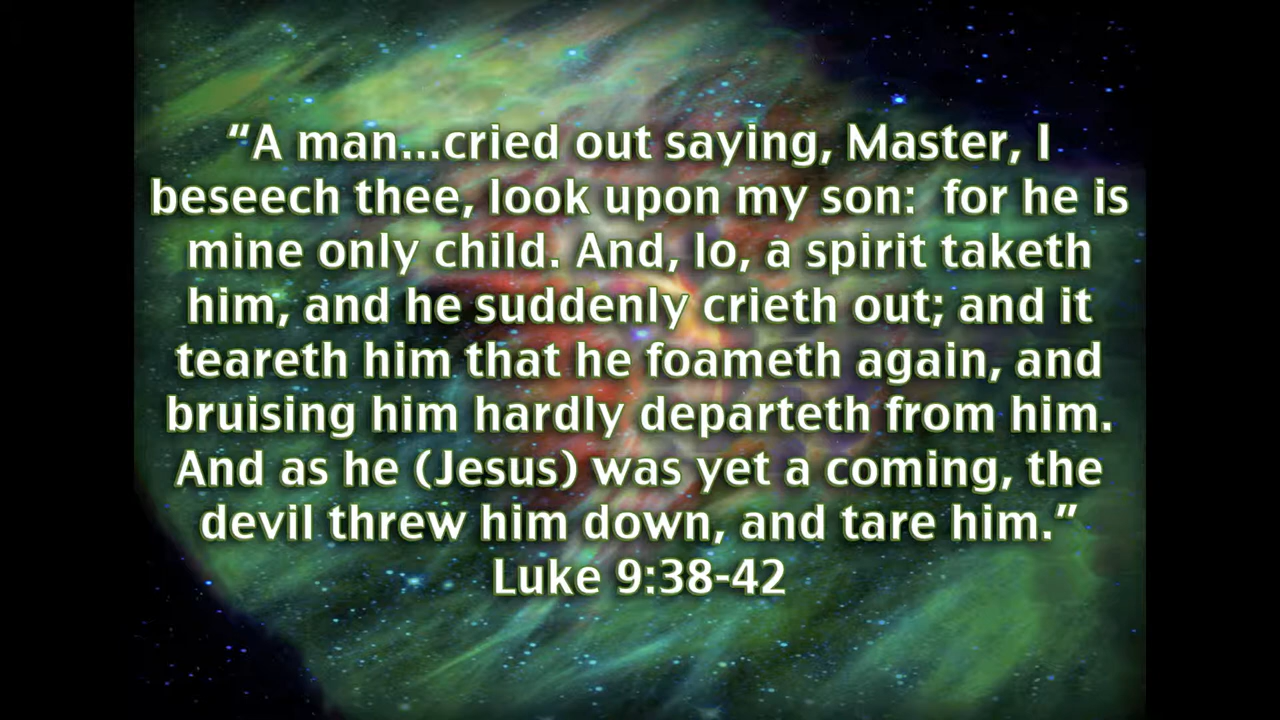 “A man...cried out saying, Master, I
beseech thee, look upon my son:  for he is
mine only child. And, lo, a spirit taketh
him, and he suddenly crieth out; and it
teareth him that he foameth again, and
bruising him hardly departeth from him.
And as he (Jesus) was yet a coming, the
devil threw him down, and tare him.”
Luke 9:38-42